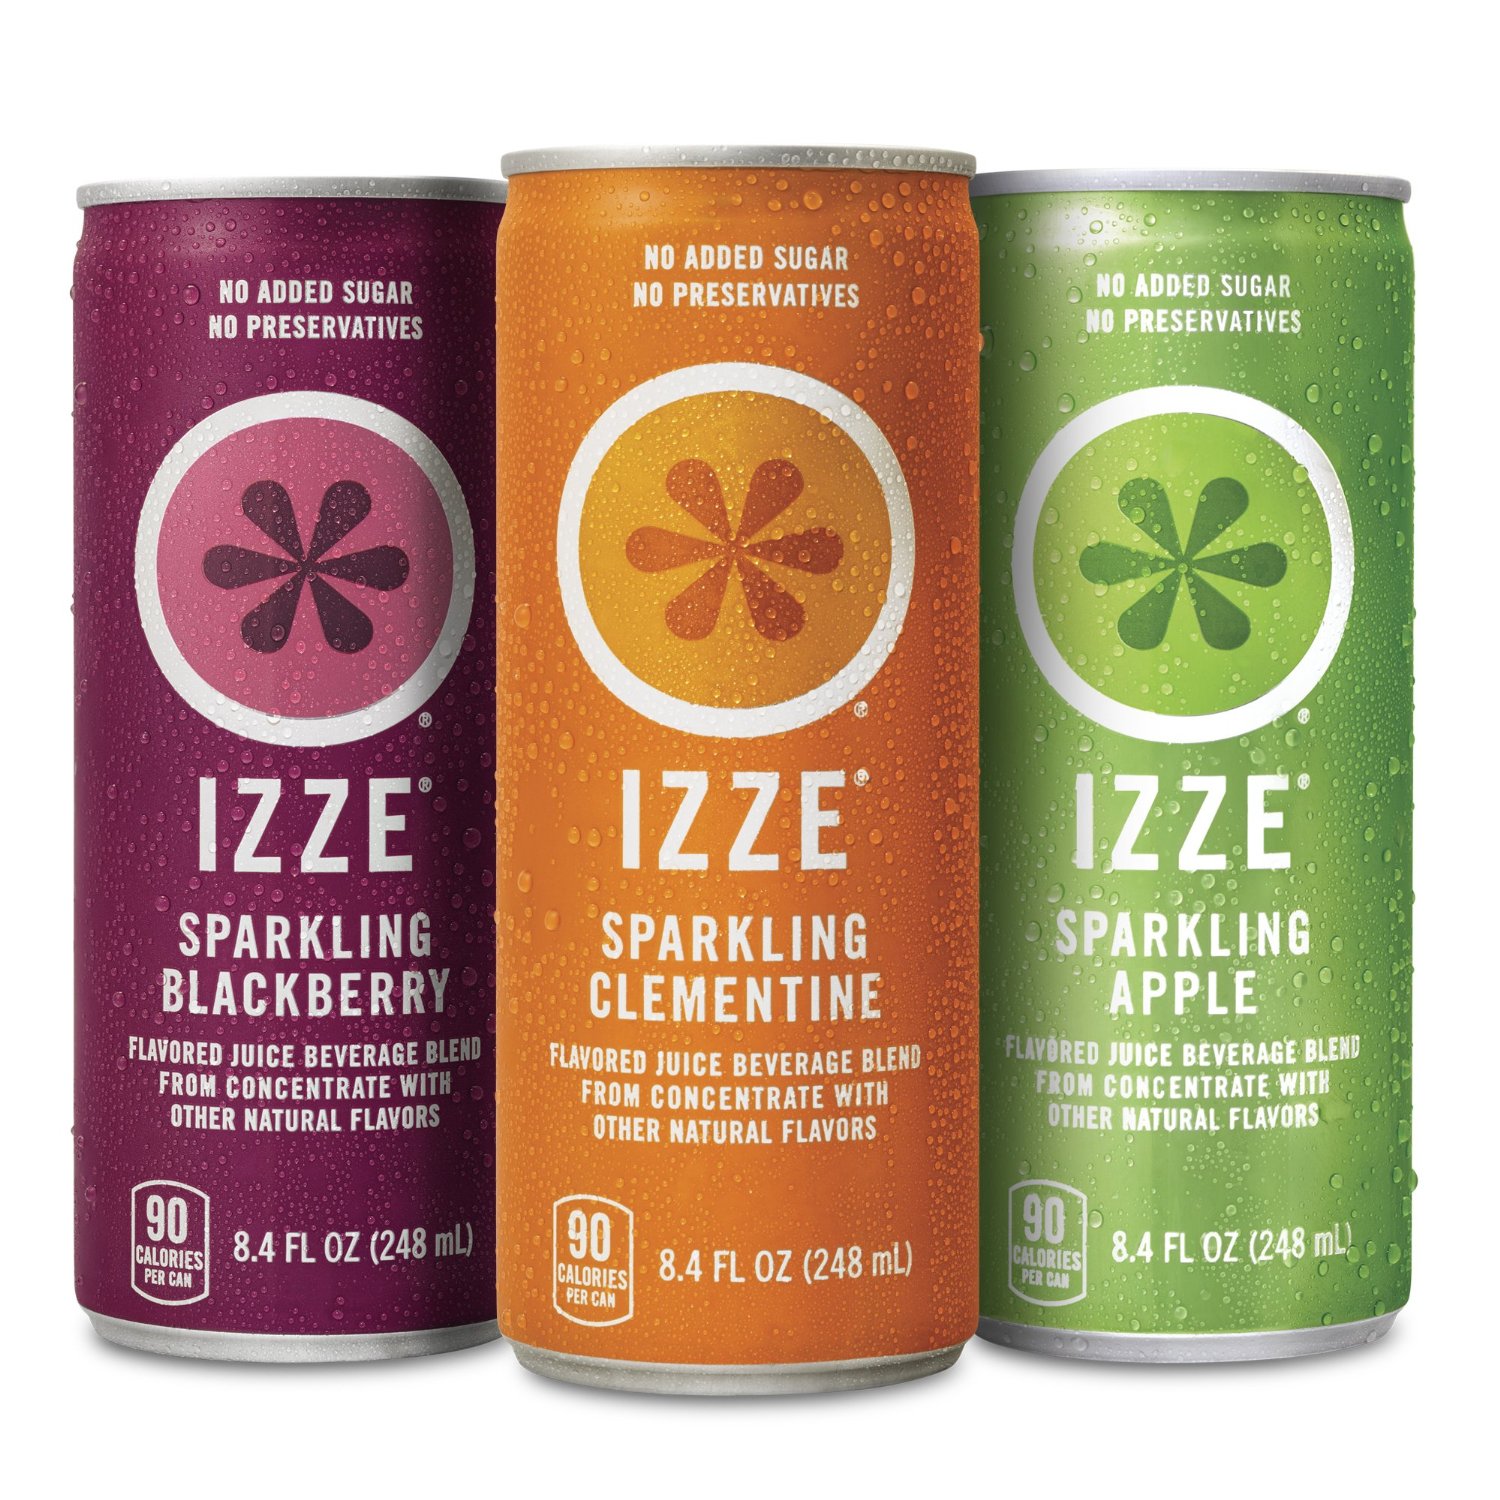 NO ADDED SUGAR
NO PRESERVATIVES
®
IZZE®
SPARKLING
BLACKBERRY
FLAVORED JUICE BEVERAGE BLEND
FROM CONCENTRATE WITH
OTHER NATURAL FLAVORS
90
CALORIES
PER CAN
8.4 FL OZ (248 mL)
NO ADDED SUGAR
NO PRESERVATIVES
®
IZZE®
SPARKLING
CLEMENTINE
FLAVORED JUICE BEVERAGE BLEND
FROM CONCENTRATE WITH
OTHER NATURAL FLAVORS
90
CALORIES
PER CAN
8.4 FL OZ (248 mL)
NO ADDED SUGAR
NO PRESERVATIVES
®
IZZE®
SPARKLING
APPLE
FLAVORED JUICE BEVERAGE BLEND
FROM CONCENTRATE WITH
OTHER NATURAL FLAVORS
90
CALORIES
PER CAN
8.4 FL OZ (248 mL)